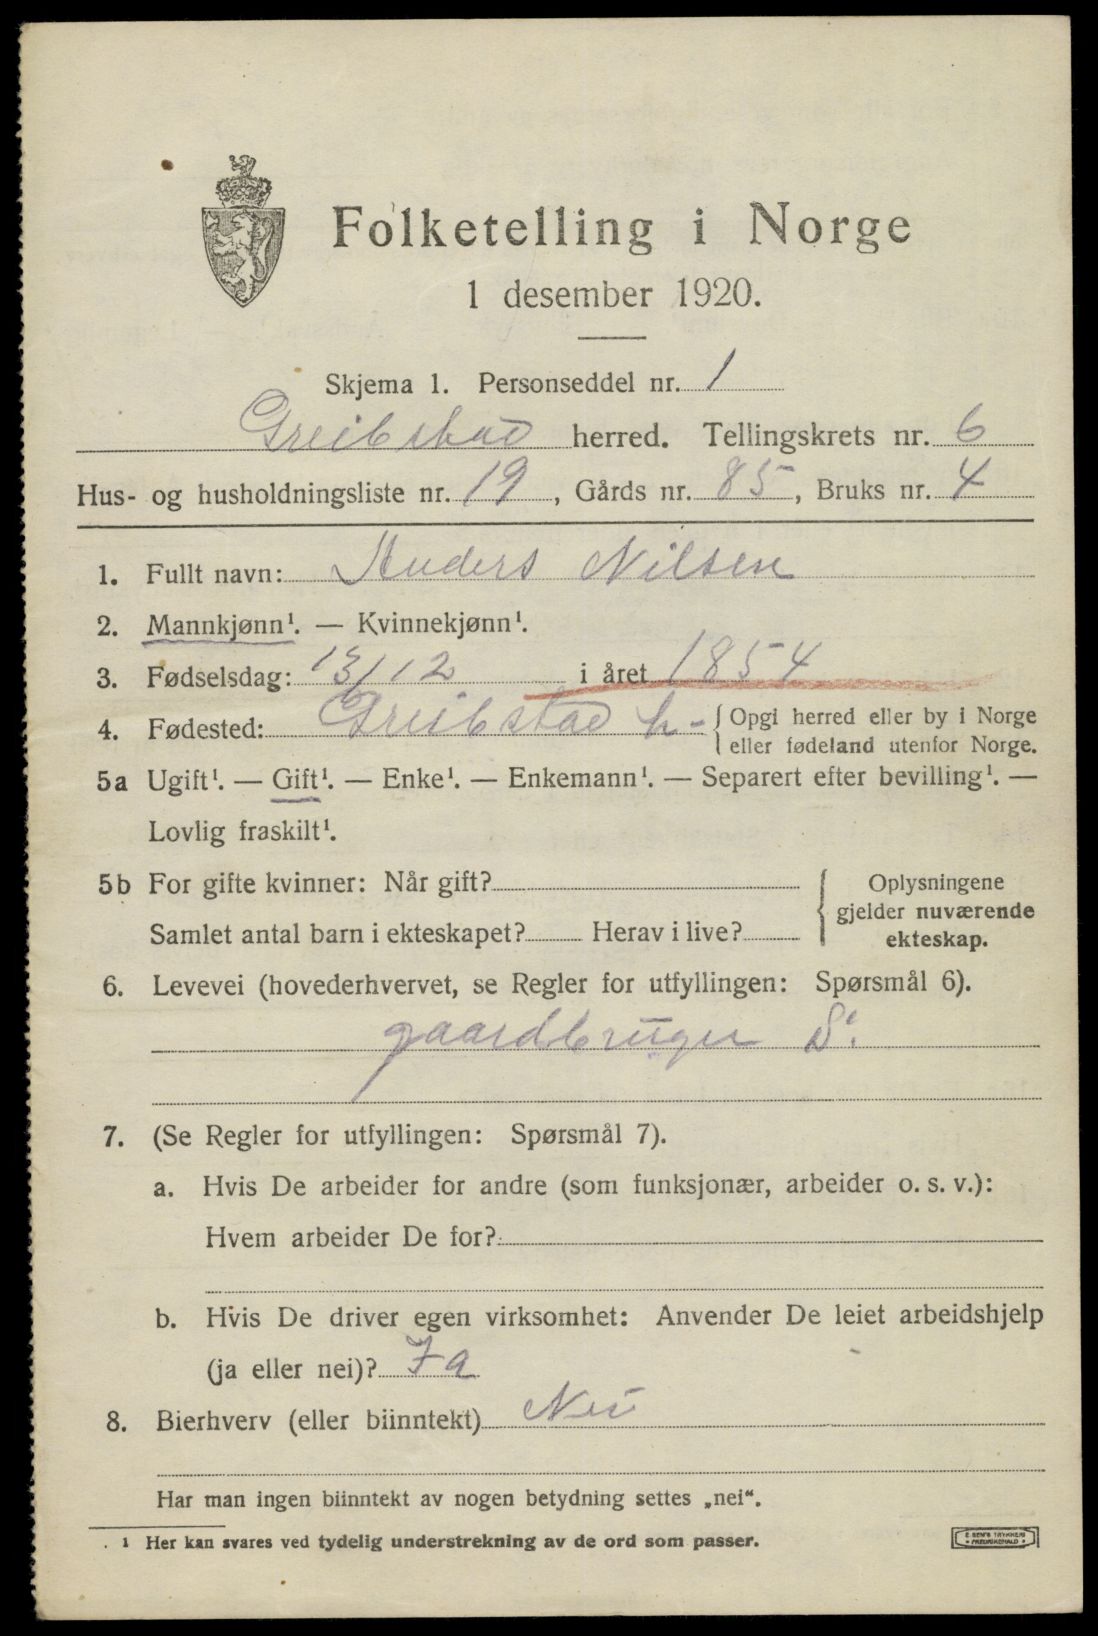 Folketelling i Norge
1 desember 1920.
Skjema 1. Personseddel nr. 1
Greibstad herred. Tellingskrets nr. 6
Hus- og husholdningsliste nr. 19, Gårds nr. 85, Bruks nr. 4
1. Fullt navn: Anders Nilsen
2. Mannkjønn¹. — Kvinnekjønn¹.
3. Fødselsdag: 13/12 i året 1854
4. Fødested: Greibstad h- { Opgi herred eller by i Norge
eller fødeland utenfor Norge.
5a Ugift¹. — Gift¹. — Enke¹. — Enkemann¹. — Separert efter bevilling¹. —
Lovlig fraskilt¹.
5b For gifte kvinner: Når gift?
Samlet antal barn i ekteskapet? Herav i live?
Oplysningene
gjelder nuværende
ekteskap.
6. Levevei (hovederhvervet, se Regler for utfyllingen: Spørsmål 6).
gaardbruger S.
7. (Se Regler for utfyllingen: Spørsmål 7).
a. Hvis De arbeider for andre (som funksjonær, arbeider o. s. v.):
Hvem arbeider De for?
b. Hvis De driver egen virksomhet: Anvender De leiet arbeidshjelp
(ja eller nei)? Ja
8. Bierhverv (eller biinntekt) Nei
Har man ingen biinntekt av nogen betydning settes „nei“.
¹ Her kan svares ved tydelig understrekning av de ord som passer.
E. SEM'S TRYKKERI
• FREDRIKSHALD •